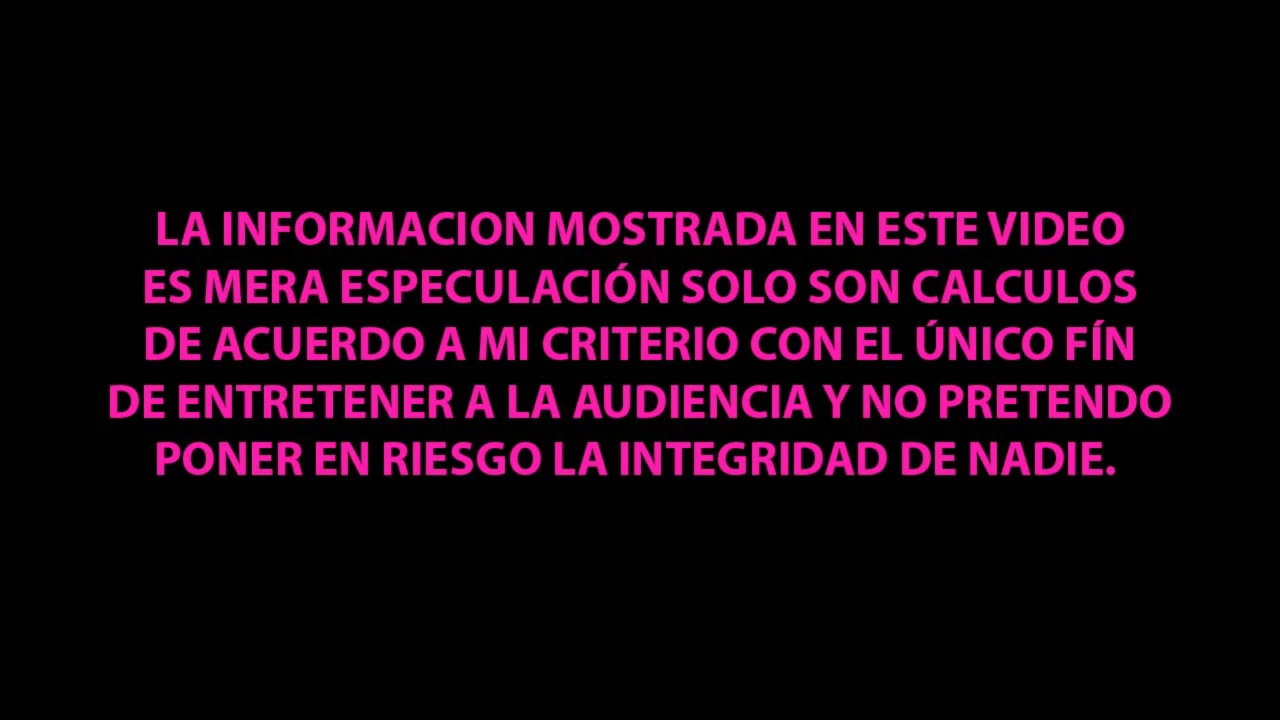 LA INFORMACION MOSTRADA EN ESTE VIDEO
ES MERA ESPECULACIÓN SOLO SON CALCULOS
DE ACUERDO A MI CRITERIO CON EL ÚNICO FÍN
DE ENTRETENER A LA AUDIENCIA Y NO PRETENDO
PONER EN RIESGO LA INTEGRIDAD DE NADIE.